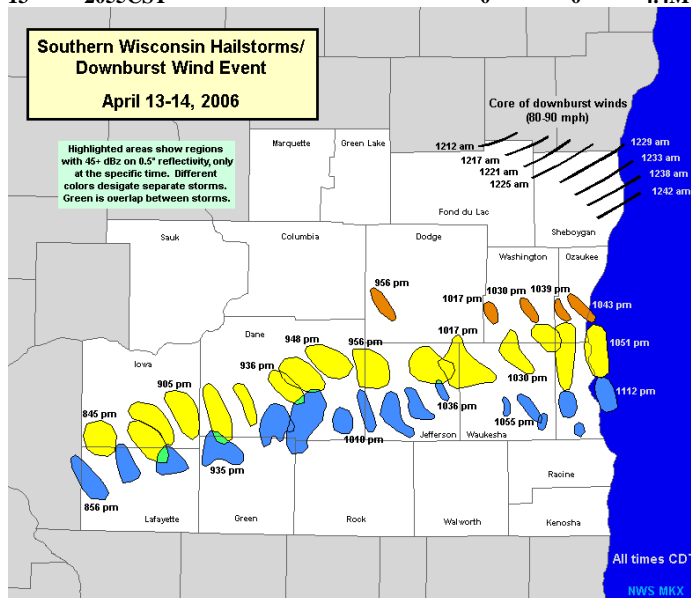 2055CST
Southern Wisconsin Hailstorms/
Downburst Wind Event
April 13-14, 2006
Highlighted areas show regions
with 45+ dBz on 0.5° reflectivity, only
at the specific time. Different
colors desigate separate storms.
Green is overlap between storms.
Core of downburst winds
(80-90 mph)
1212 am
1217 am
1221 am
1225 am
1229 am
1233 am
1238 am
1242 am
Marquette
Green Lake
Fond du Lac
Sheboygan
Sauk
Columbia
Dodge
Washington
Ozaukee
956 pm
1017 pm
1030 pm
1039 pm
1043 pm
Dane
948 pm
956 pm
1017 pm
1051 pm
Iowa
936 pm
905 pm
1030 pm
845 pm
1036 pm
1112 pm
1055 pm
1010 pm
Jefferson
Waukesha
935 pm
856 pm
Racine
Lafayette
Green
Rock
Walworth
Kenosha
All times CDT
NWS MKX